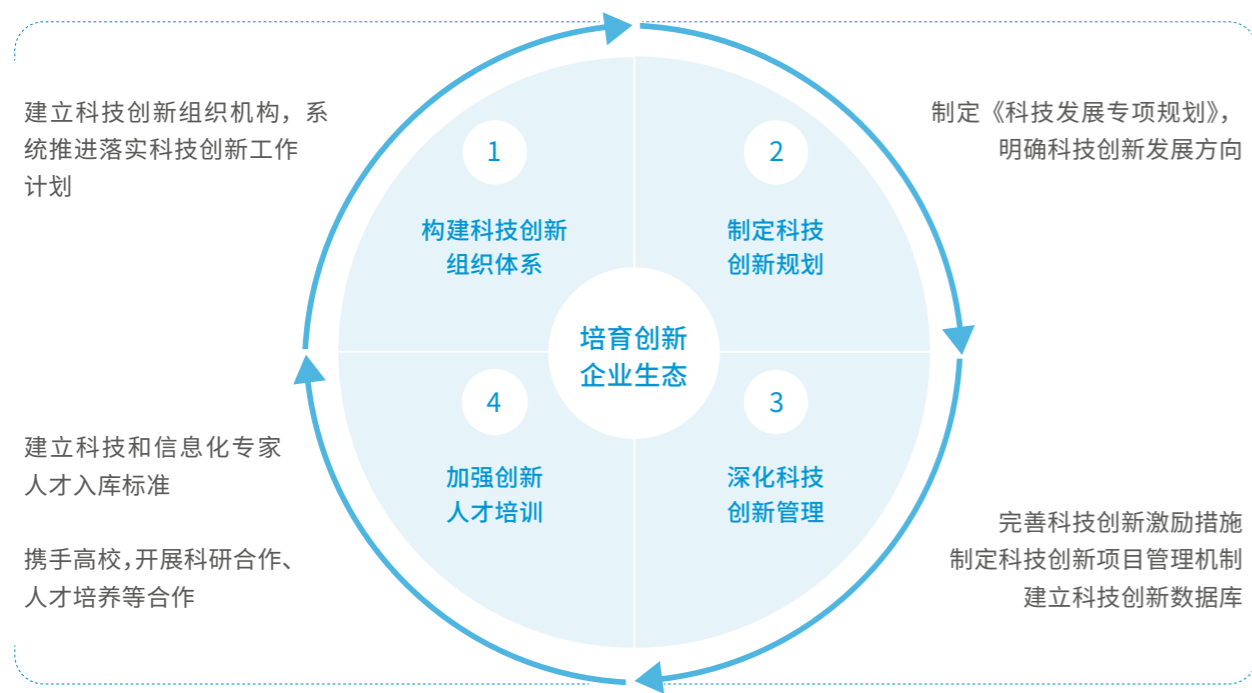 建立科技创新组织机构，系
统推进落实科技创新工作
计划
1
构建科技创新
组织体系
2
制定科技
创新规划
制定《科技发展专项规划》，
明确科技创新发展方向
培育创新
企业生态
建立科技和信息化专家
人才入库标准
携手高校，开展科研合作、
人才培养等合作
4
加强创新
人才培训
3
深化科技
创新管理
完善科技创新激励措施
制定科技创新项目管理机制
建立科技创新数据库